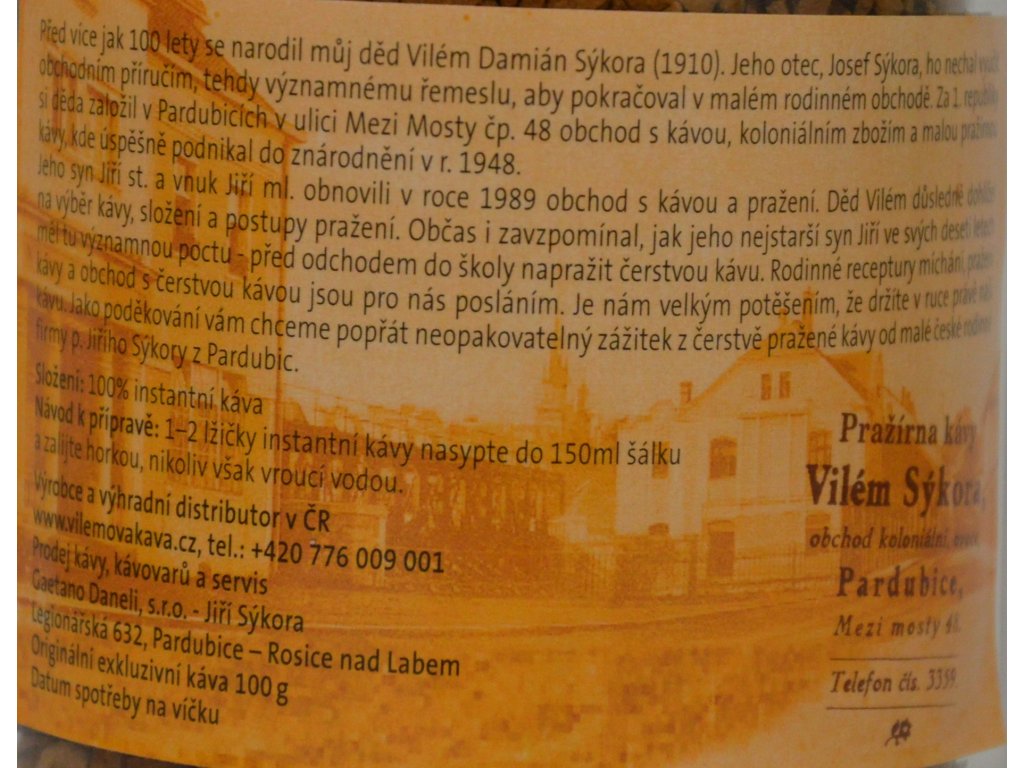 Před více jak 100 lety se narodil můj děd Vilém Damián Sýkora (1910). Jeho otec, Josef Sýkora, ho nechal
obchodním příručím, tehdy významnému řemeslu, aby pokračoval v malém rodinném obchodě. Za 1.
si děda založil v Pardubicích v ulici Mezi Mosty čp. 48 obchod s kávou, koloniálním zbožím a malou
kávy, kde úspěšně podnikal do znárodnění v r. 1948.
Jeho syn Jiří st. a vnuk Jiří ml. obnovili v roce 1989 obchod s kávou a pražení. Děd Vilém důsledně
na výběr kávy, složení a postupy pražení. Občas i zavzpomínal, jak jeho nejstarší syn Jiří ve svých deseti letech
měl tu významnou poctu - před odchodem do školy napražit čerstvou kávu. Rodinné receptury míchání,
kávy a obchod s čerstvou kávou jsou pro nás posláním. Je nám velkým potěšením, že držíte v ruce právě
kávu. Jako poděkování vám chceme popřát neopakovatelný zážitek z čerstvě pražené kávy od malé české rodinné
firmy p. Jiřího Sýkory z Pardubic.
Složení: 100% instantní káva
Návod k přípravě: 1–2 lžičky instantní kávy nasypte do 150ml šálku
a zalijte horkou, nikoliv však vroucí vodou.
Výrobce a výhradní distributor v ČR
www.vilemovakava.cz, tel.: +420 776 009 001
Prodej kávy, kávovarů a servis
Gaetano Daneli, s.r.o. - Jiří Sýkora
Legionářská 632, Pardubice – Rosice nad Labem
Originální exkluzivní káva 100 g
Datum spotřeby na víčku
Pražírna kávy
Vilém Sýkora,
obchod koloniální,
Pardubice,
Mezi mosty 48.
Telefon čís. 3359.